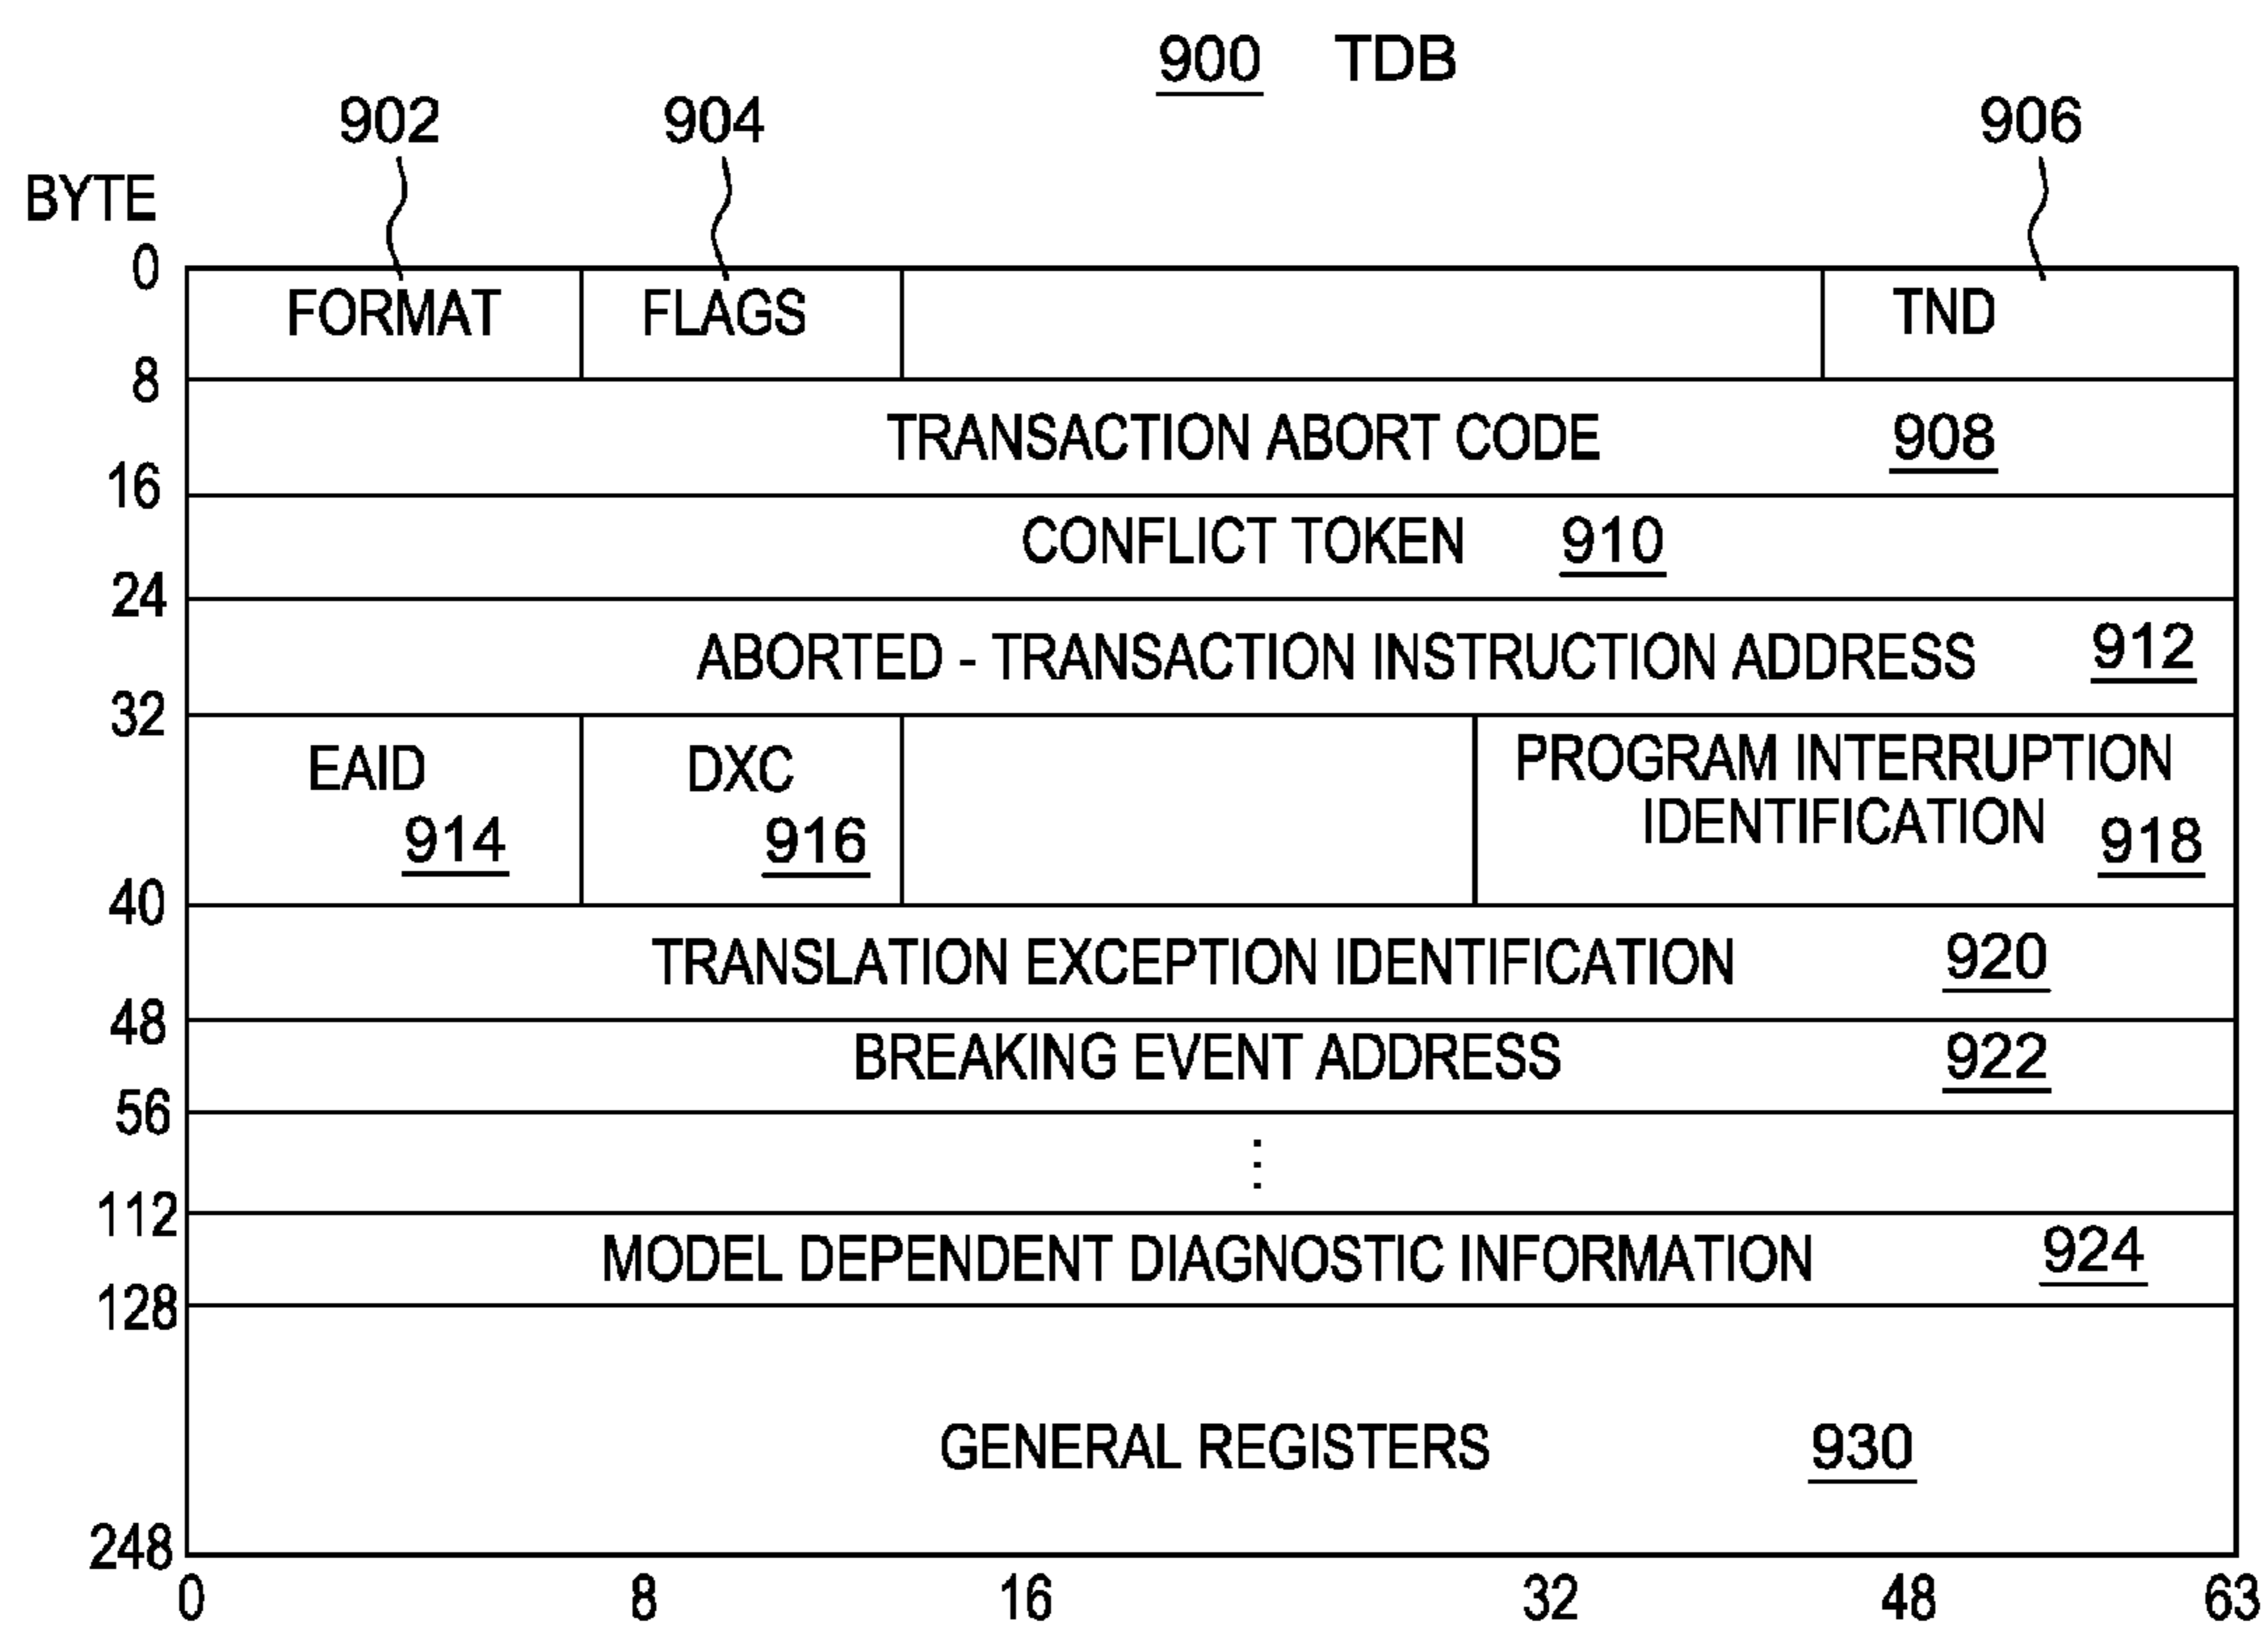 900 TDB
902 904 906
BYTE
0
FORMAT FLAGS TND
8
TRANSACTION ABORT CODE 908
16
CONFLICT TOKEN 910
24
ABORTED - TRANSACTION INSTRUCTION ADDRESS 912
32
EAID 914
DXC 916
PROGRAM INTERRUPTION
IDENTIFICATION 918
40
TRANSLATION EXCEPTION IDENTIFICATION 920
48
BREAKING EVENT ADDRESS 922
56
⋮
112
MODEL DEPENDENT DIAGNOSTIC INFORMATION 924
128
GENERAL REGISTERS 930
248
0 8 16 32 48 63